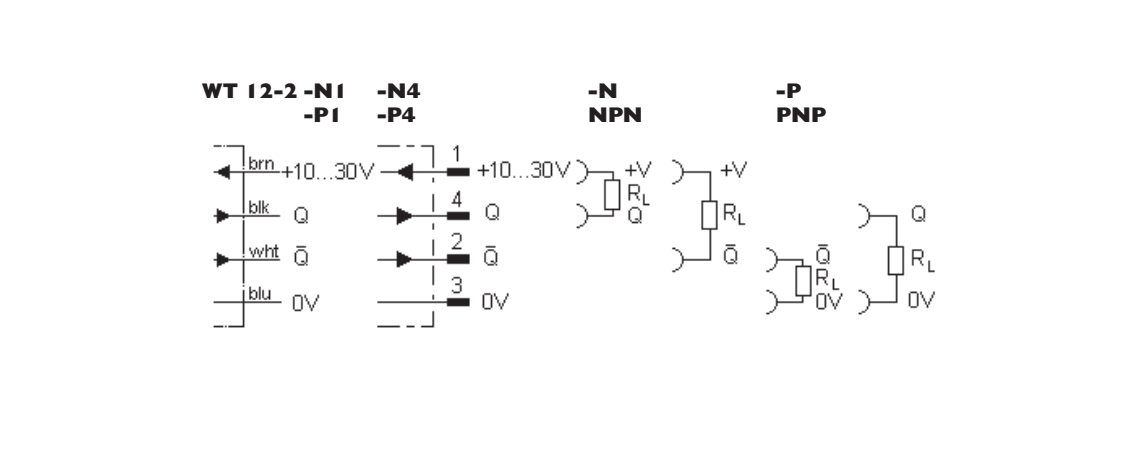 WT 12-2 -N1 -N4 -N -P
-P1 -P4 NPN PNP
brn +10...30V 1 +10...30V +V +V
RL
blk Q 4 Q Q RL Q
wht Q̄ 2 Q̄ Q̄ Q̄ RL
RL
blu 0V 3 0V 0V 0V